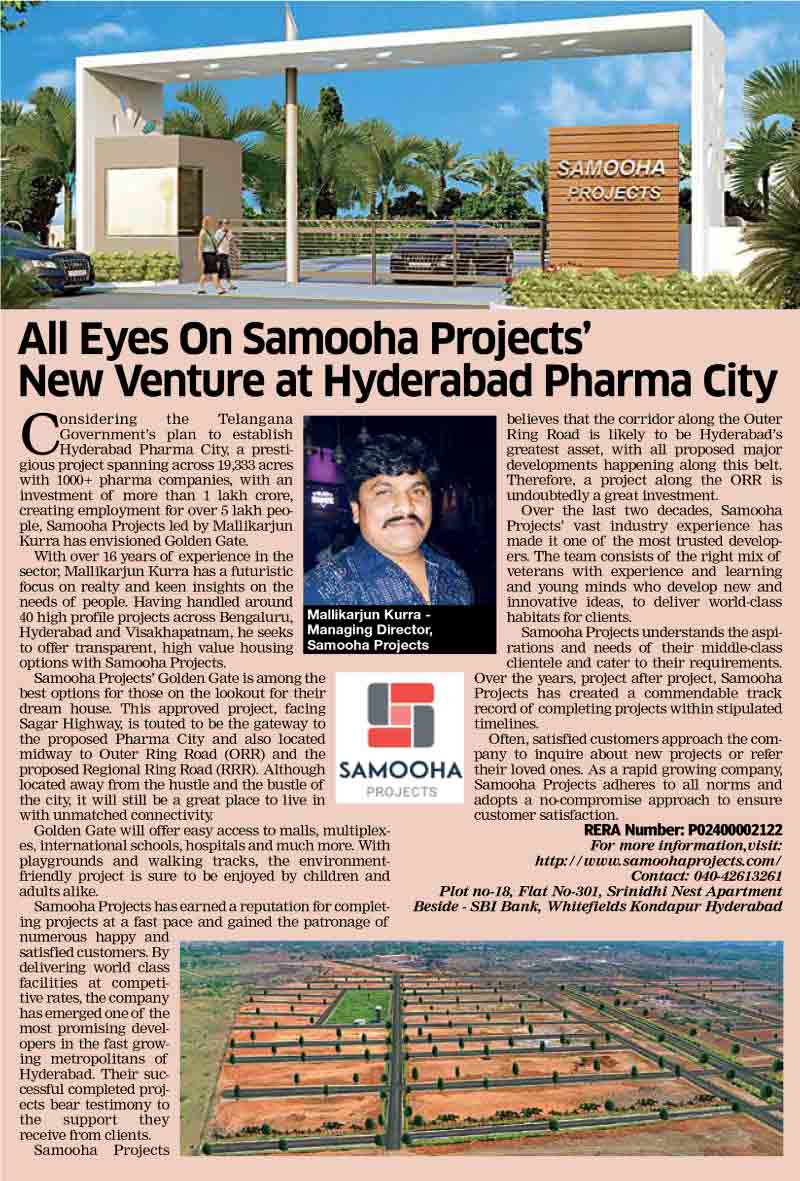 SAMOOHA
PROJECTS
All Eyes On Samooha Projects'
New Venture at Hyderabad Pharma City
Considering the Telangana
Government's plan to establish
Hyderabad Pharma City, a presti-
gious project spanning across 19,333 acres
with 1000+ pharma companies, with an
investment of more than 1 lakh crore,
creating employment for over 5 lakh peo-
ple, Samooha Projects led by Mallikarjun
Kurra has envisioned Golden Gate.
With over 16 years of experience in the
sector, Mallikarjun Kurra has a futuristic
focus on realty and keen insights on the
needs of people. Having handled around
40 high profile projects across Bengaluru,
Hyderabad and Visakhapatnam, he seeks
to offer transparent, high value housing
options with Samooha Projects.
Samooha Projects' Golden Gate is among the
best options for those on the lookout for their
dream house. This approved project, facing
Sagar Highway, is touted to be the gateway to
the proposed Pharma City and also located
midway to Outer Ring Road (ORR) and the
proposed Regional Ring Road (RRR). Although
located away from the hustle and the bustle of
the city, it will still be a great place to live in
with unmatched connectivity.
Golden Gate will offer easy access to malls, multiplex-
es, international schools, hospitals and much more. With
playgrounds and walking tracks, the environment-
friendly project is sure to be enjoyed by children and
adults alike.
Samooha Projects has earned a reputation for complet-
ing projects at a fast pace and gained the patronage of
numerous happy and
satisfied customers. By
delivering world class
facilities at competi-
tive rates, the company
has emerged one of the
most promising devel-
opers in the fast grow-
ing metropolitans of
Hyderabad. Their suc-
cessful completed proj-
ects bear testimony to
the support they
receive from clients.
Samooha Projects
Mallikarjun Kurra -
Managing Director,
Samooha Projects
SAMOOHA
PROJECTS
believes that the corridor along the Outer
Ring Road is likely to be Hyderabad's
greatest asset, with all proposed major
developments happening along this belt.
Therefore, a project along the ORR is
undoubtedly a great investment.
Over the last two decades, Samooha
Projects' vast industry experience has
made it one of the most trusted develop-
ers. The team consists of the right mix of
veterans with experience and learning
and young minds who develop new and
innovative ideas, to deliver world-class
habitats for clients.
Samooha Projects understands the aspi-
rations and needs of their middle-class
clientele and cater to their requirements.
Over the years, project after project, Samooha
Projects has created a commendable track
record of completing projects within stipulated
timelines.
Often, satisfied customers approach the com-
pany to inquire about new projects or refer
their loved ones. As a rapid growing company,
Samooha Projects adheres to all norms and
adopts a no-compromise approach to ensure
customer satisfaction.
RERA Number: P02400002122
For more information,visit:
http://www.samoohaprojects.com/
Contact: 040-42613261
Plot no-18, Flat No-301, Srinidhi Nest Apartment
Beside - SBI Bank, Whitefields Kondapur Hyderabad